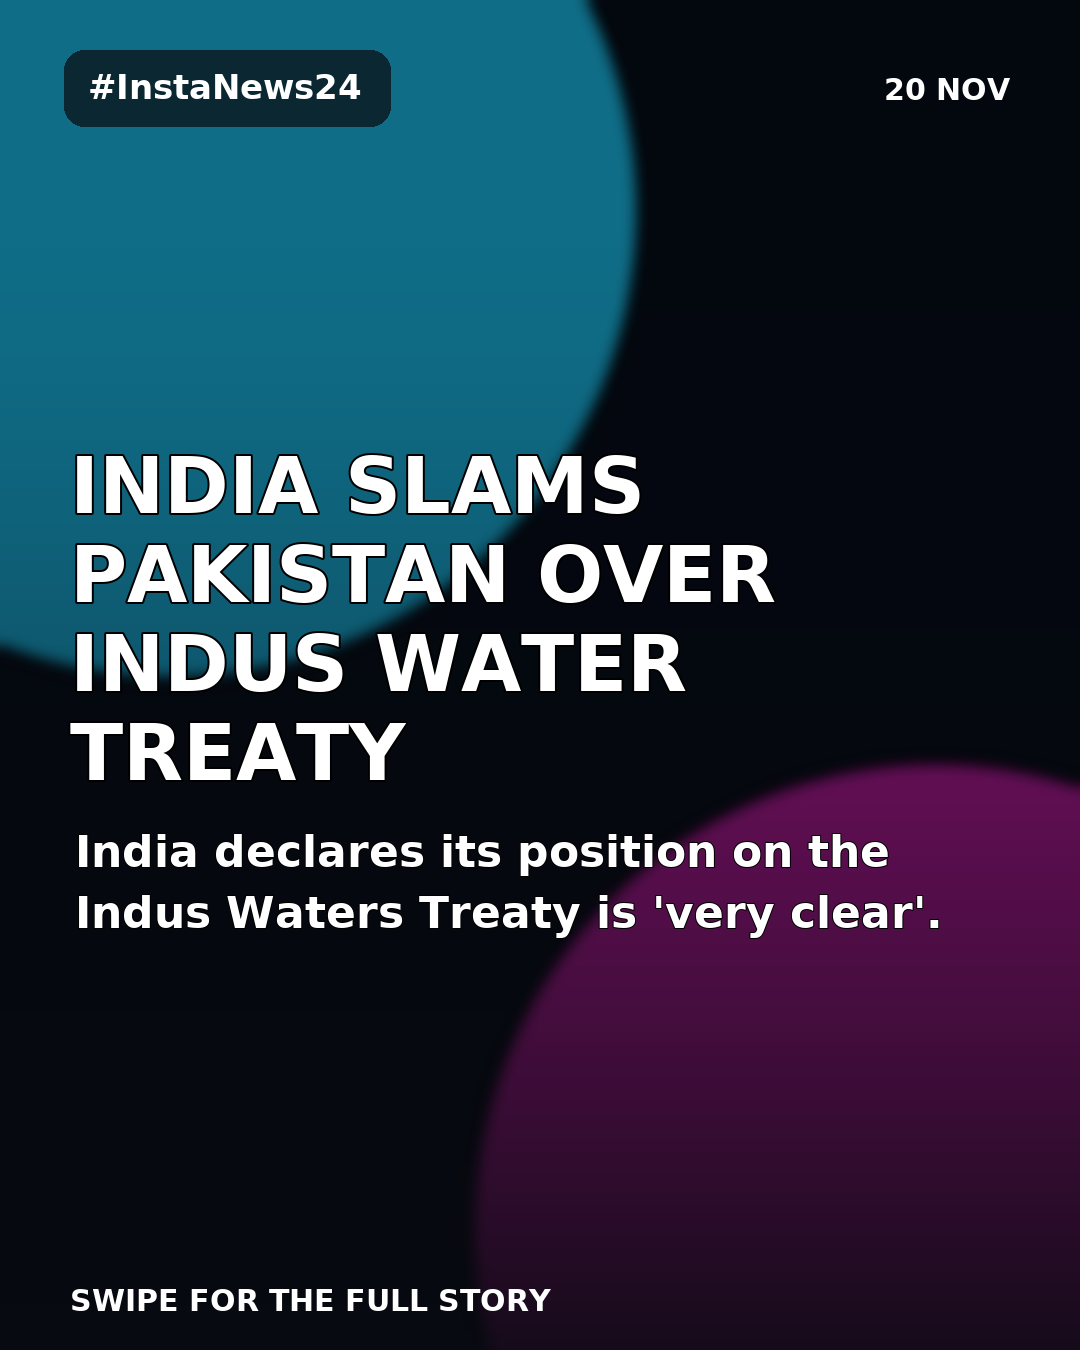 #InstaNews24
20 NOV
INDIA SLAMS
PAKISTAN OVER
INDUS WATER
TREATY
India declares its position on the
Indus Waters Treaty is 'very clear'.
SWIPE FOR THE FULL STORY